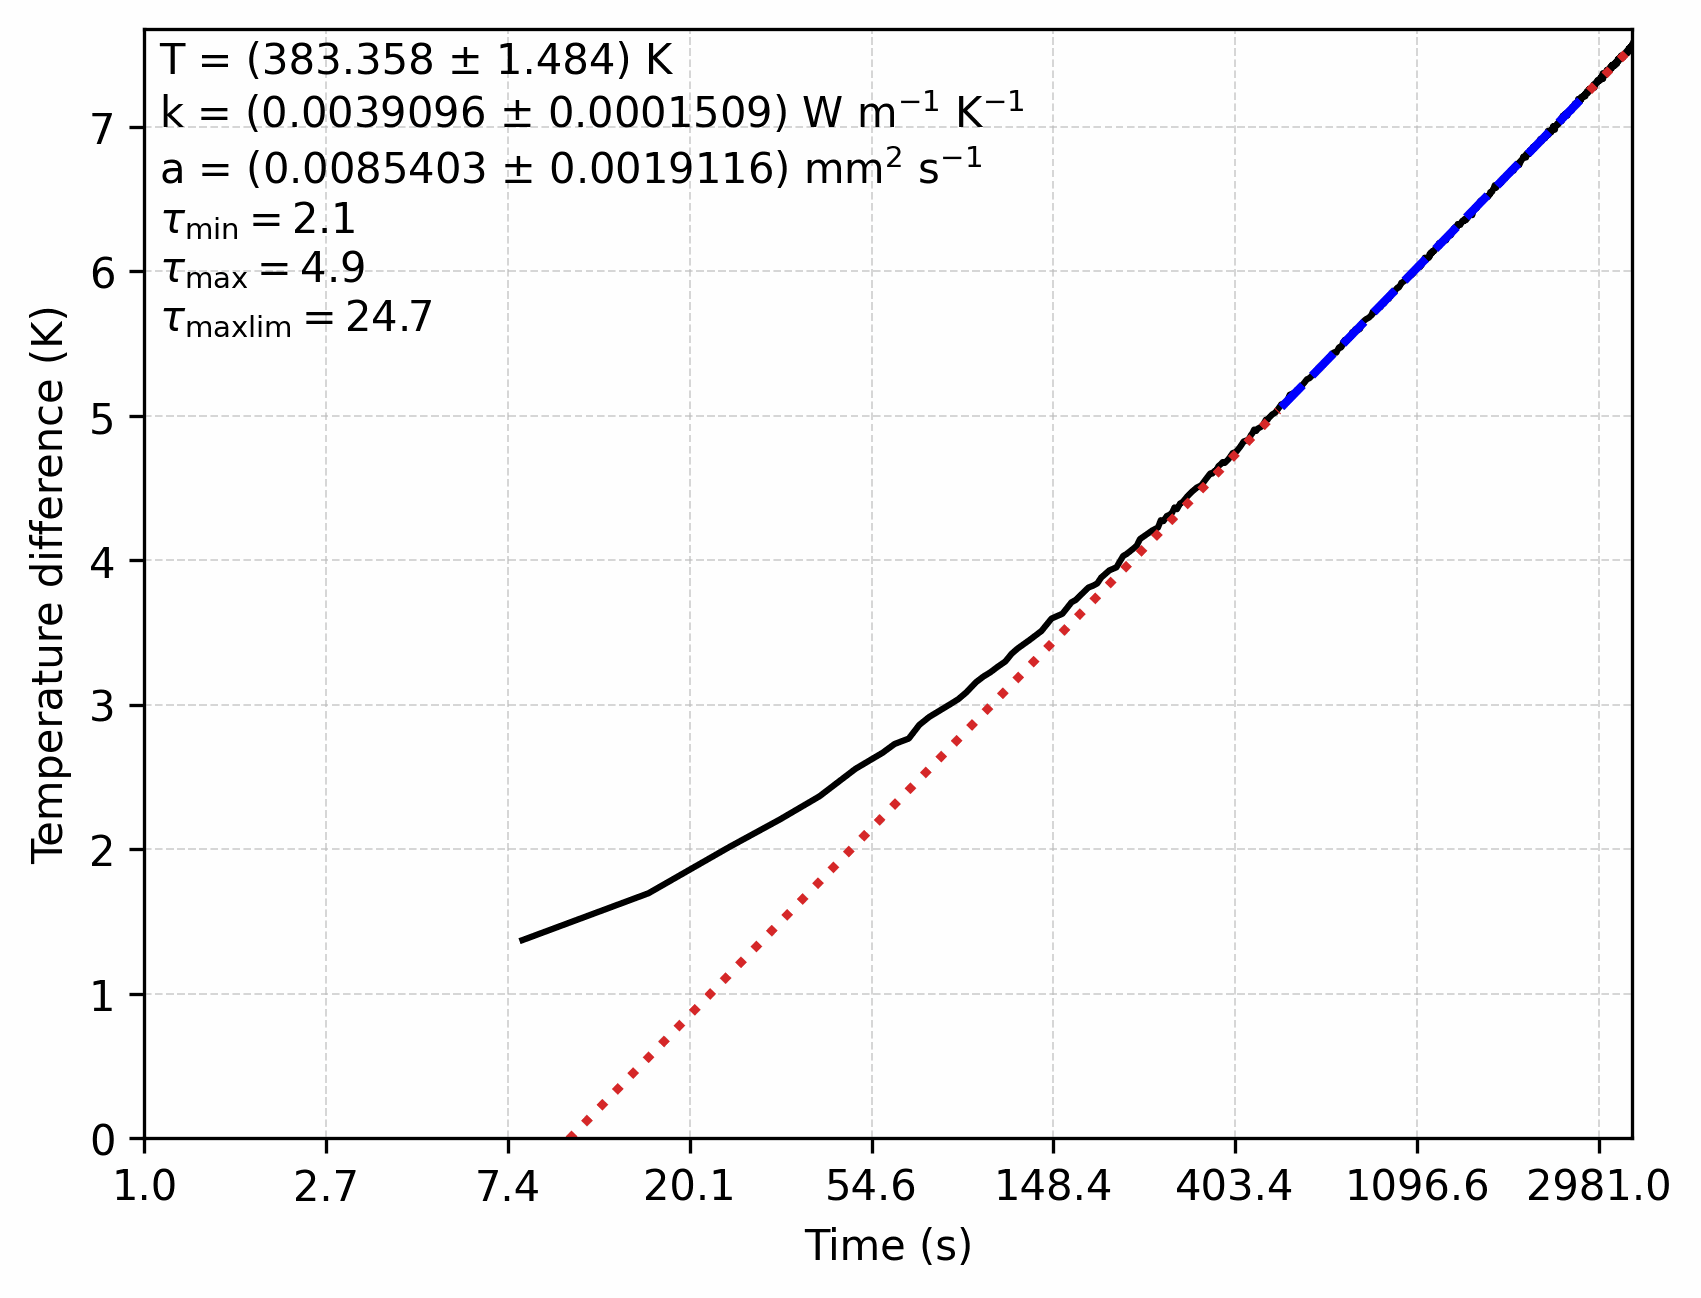 T = (383.358 ± 1.484) K
k = (0.0039096 ± 0.0001509) W m⁻¹ K⁻¹
a = (0.0085403 ± 0.0019116) mm² s⁻¹
τmin = 2.1
τmax = 4.9
τmaxlim = 24.7
Temperature difference (K)
7
6
5
4
3
2
1
0
1.0 2.7 7.4 20.1 54.6 148.4 403.4 1096.6 2981.0
Time (s)